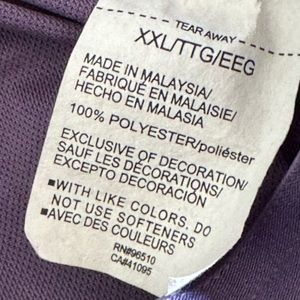 TEAR AWAY
XXL/TTG/EEG
MADE IN MALAYSIA/
FABRIQUÉ EN MALAISIE/
HECHO EN MALASIA
100% POLYESTER/poliéster
EXCLUSIVE OF DECORATION/
SAUF LES DÉCORATIONS/
EXCEPTO DECORACIÓN
■WITH LIKE COLORS, DO
NOT USE SOFTENERS
■AVEC DES COULEURS
RN#96510
CA#41095